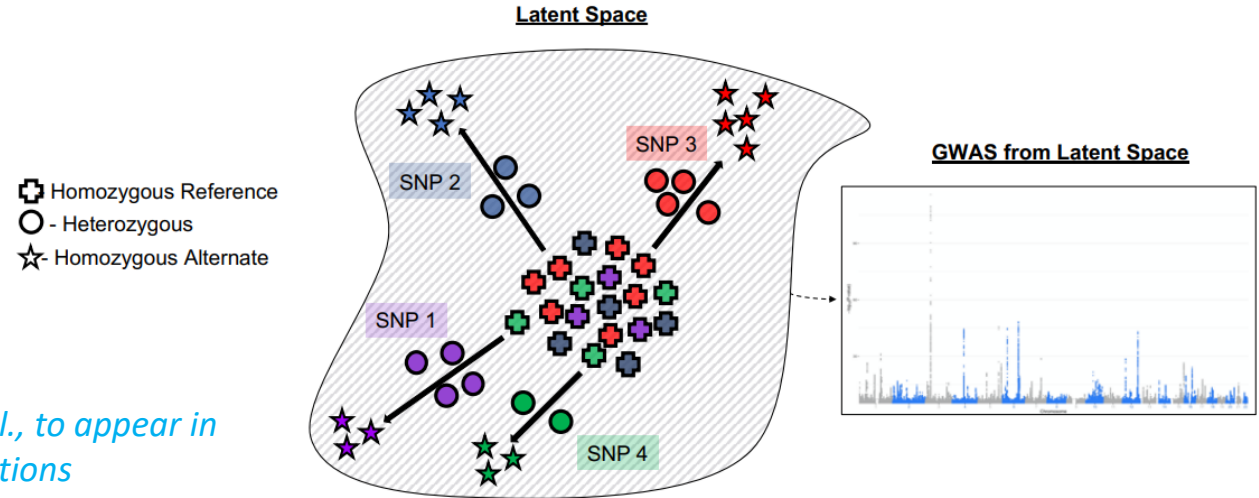 Latent Space
SNP 3
GWAS from Latent Space
SNP 2
Homozygous Reference
- Heterozygous
- Homozygous Alternate
SNP 1
l., to appear in
tions
SNP 4
Chromosome